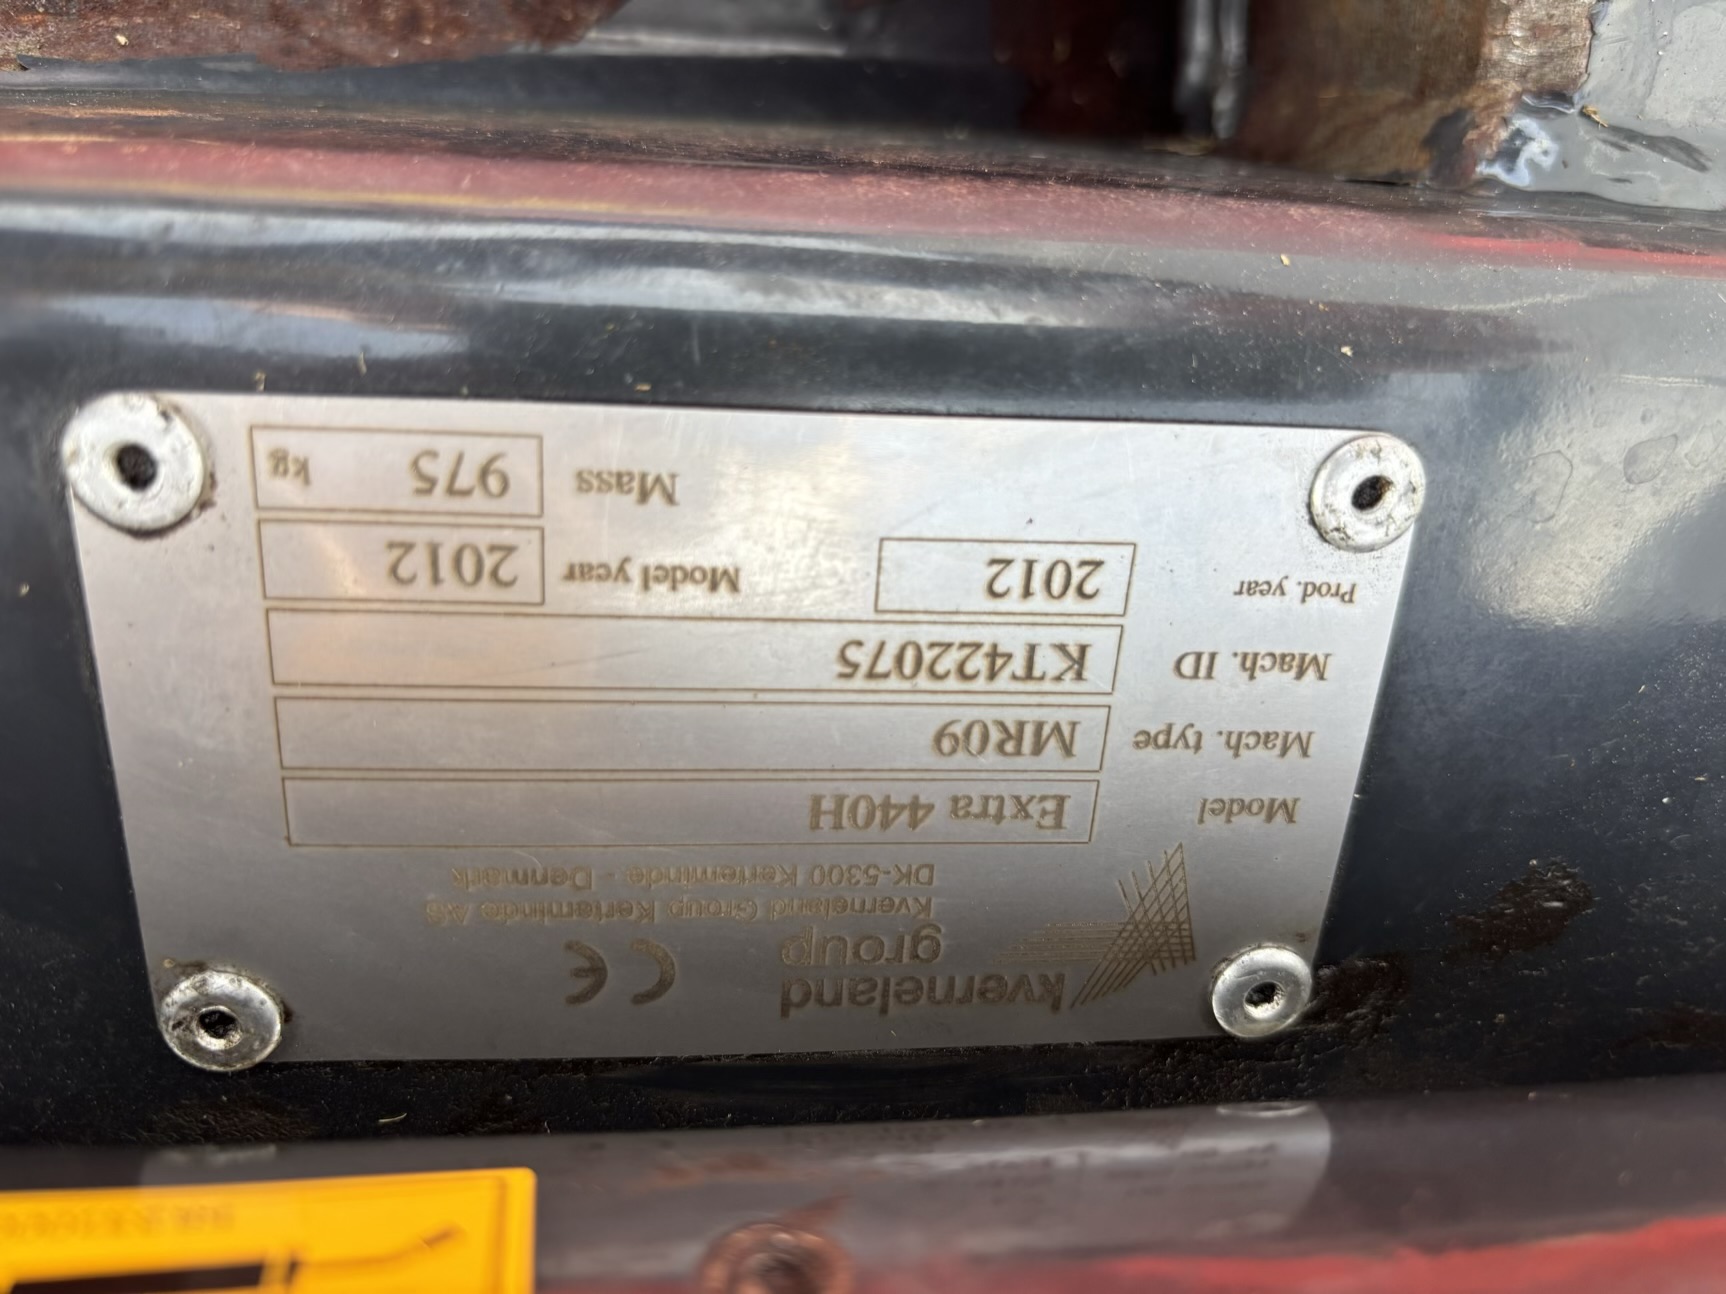 kverneland
group
CE
Kverneland Group Kerteminde AS
DK-5300 Kerteminde - Denmark
Model Extra 440H
Mach. type MR09
Mach. ID KT422075
Prod. year 2012 Model year 2012
Mass 975 kg